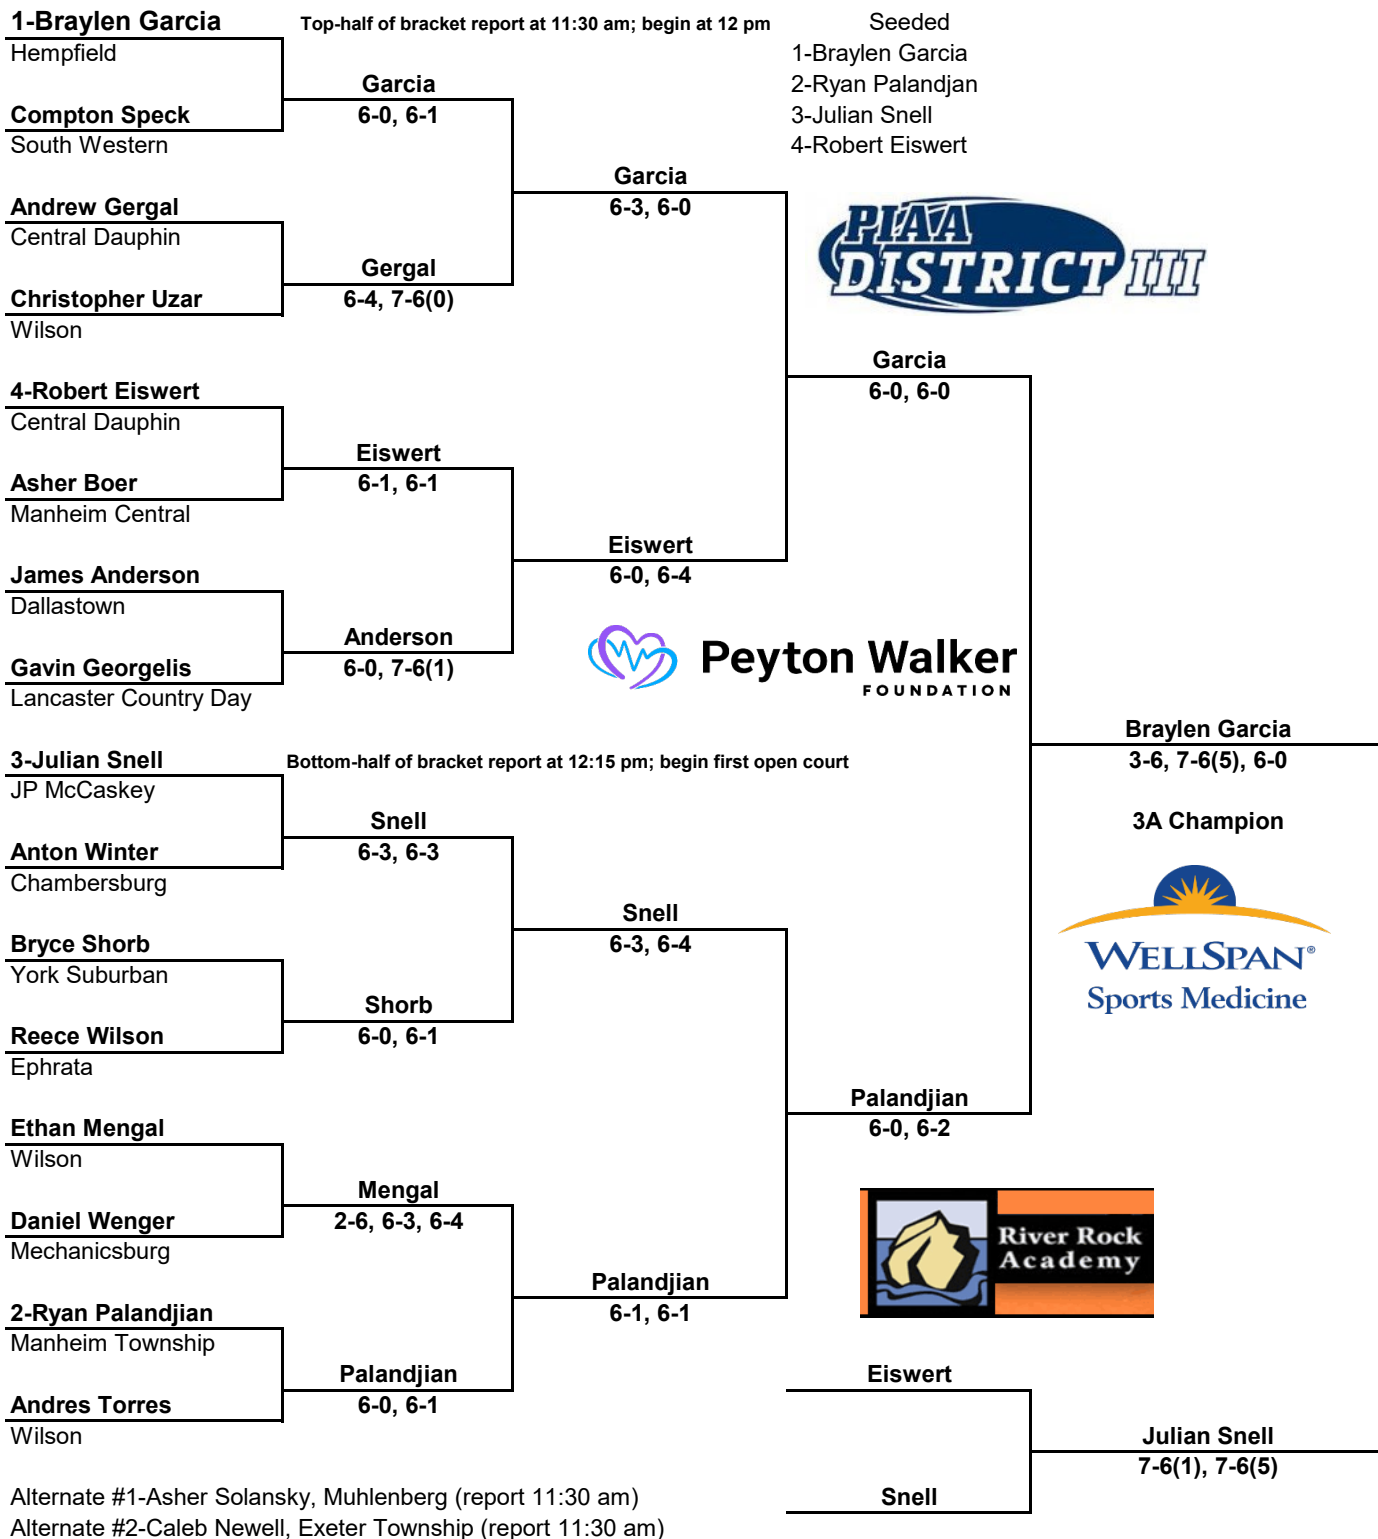 1-Braylen Garcia
Top-half of bracket report at 11:30 am; begin at 12 pm
Seeded
Hempfield
1-Braylen Garcia
Garcia
2-Ryan Palandjan
Compton Speck
6-0, 6-1
3-Julian Snell
South Western
4-Robert Eiswert
Garcia
Andrew Gergal
6-3, 6-0
PIAA
DISTRICT III
Central Dauphin
Gergal
Christopher Uzar
6-4, 7-6(0)
Wilson
Garcia
4-Robert Eiswert
6-0, 6-0
Central Dauphin
Eiswert
Asher Boer
6-1, 6-1
Manheim Central
Eiswert
James Anderson
6-0, 6-4
Dallastown
Anderson
Peyton Walker
FOUNDATION
Gavin Georgelis
6-0, 7-6(1)
Lancaster Country Day
Braylen Garcia
3-Julian Snell
Bottom-half of bracket report at 12:15 pm; begin first open court
3-6, 7-6(5), 6-0
JP McCaskey
Snell
3A Champion
Anton Winter
6-3, 6-3
Chambersburg
Snell
Bryce Shorb
6-3, 6-4
WELLSPAN®
Sports Medicine
York Suburban
Shorb
Reece Wilson
6-0, 6-1
Ephrata
Palandjian
Ethan Mengal
6-0, 6-2
Wilson
Mengal
Daniel Wenger
2-6, 6-3, 6-4
River Rock
Academy
Mechanicsburg
Palandjian
2-Ryan Palandjian
6-1, 6-1
Manheim Township
Palandjian
Eiswert
Andres Torres
6-0, 6-1
Wilson
Julian Snell
7-6(1), 7-6(5)
Alternate #1-Asher Solansky, Muhlenberg (report 11:30 am)
Snell
Alternate #2-Caleb Newell, Exeter Township (report 11:30 am)